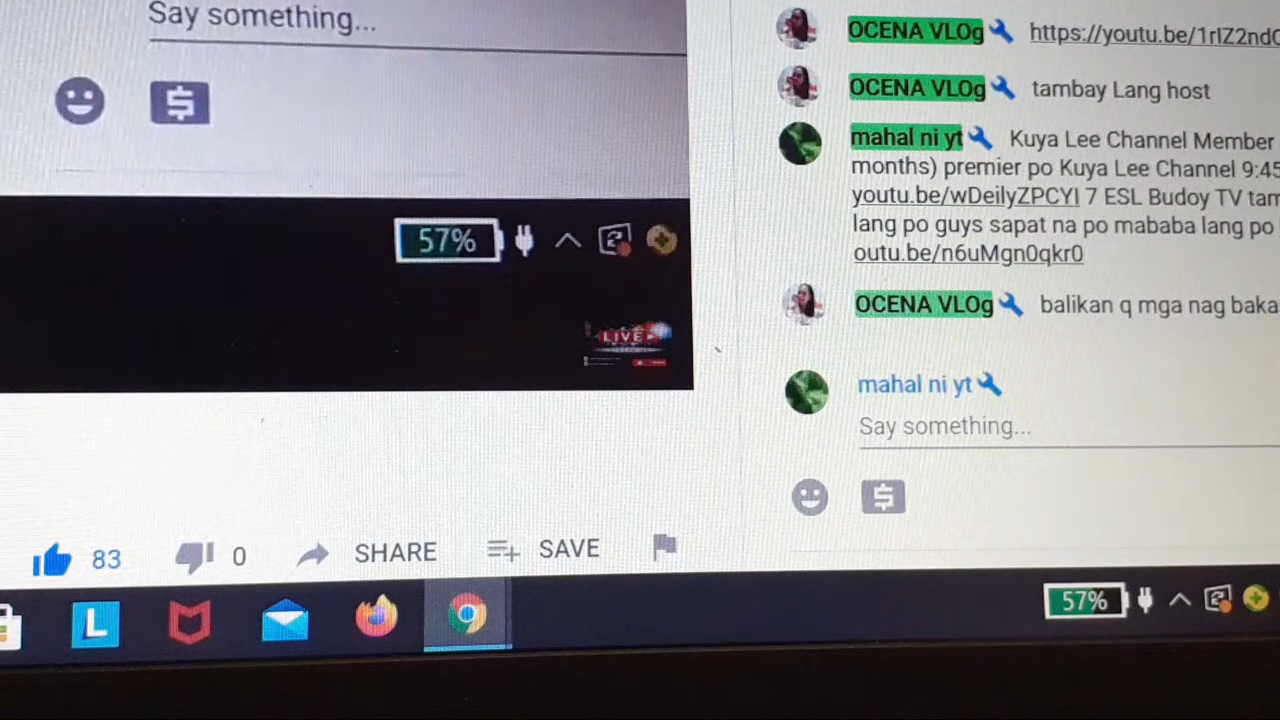 Say something...
57%
LIVE
83
0
SHARE
SAVE
OCENA VLOg https://youtu.be/1rIZ2nd
OCENA VLOg tambay Lang host
mahal ni yt Kuya Lee Channel Member
months) premier po Kuya Lee Channel 9:45
youtu.be/wDeilyZPCYI 7 ESL Budoy TV tam
lang po guys sapat na po mababa lang po
outu.be/n6uMgn0qkr0
OCENA VLOg balikan q mga nag baka
mahal ni yt
Say something...
L
57%